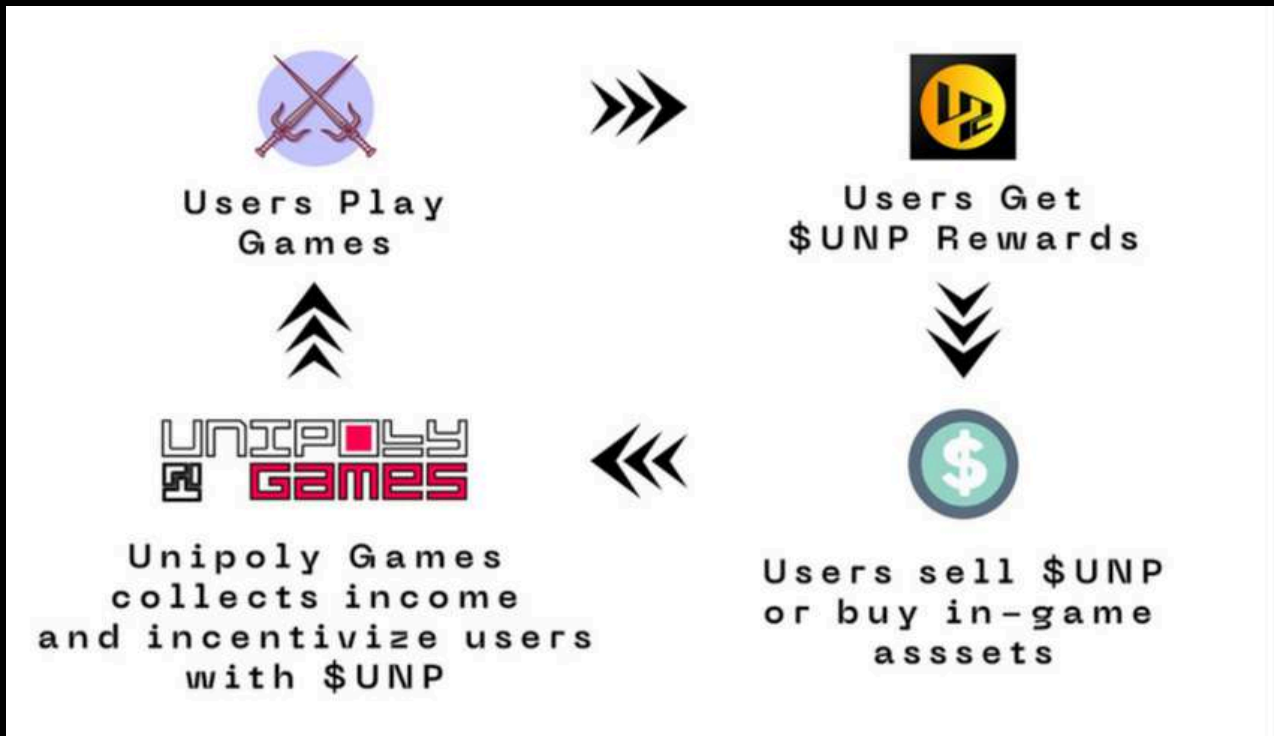 Users Play
Games
Users Get
$UNP Rewards
Users sell $UNP
or buy in-game
asssets
UNIPOLY
GAMES
Unipoly Games
collects income
and incentivize users
with $UNP